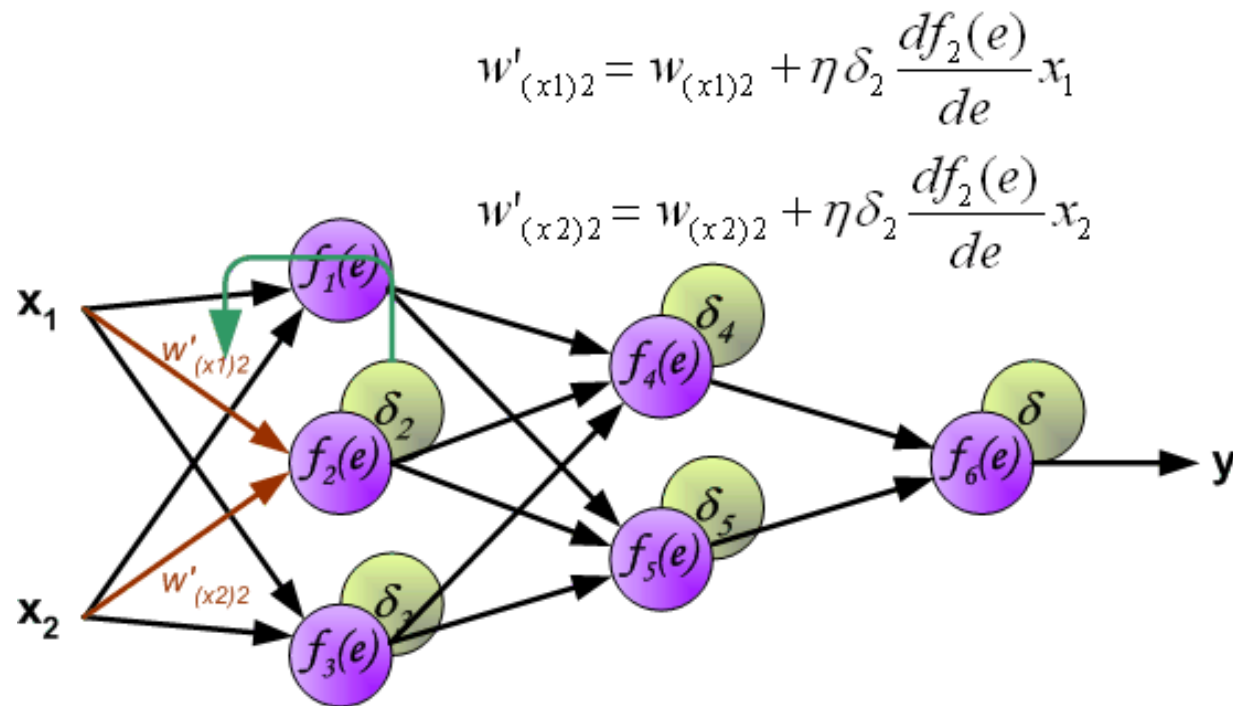 w'(x1)2 = w(x1)2 + η δ2 df2(e)/de x1
w'(x2)2 = w(x2)2 + η δ2 df2(e)/de x2
f1(e)
x1
δ4
w'(x1)2
f4(e)
δ2
δ
f2(e)
f6(e)
y
δ5
f5(e)
w'(x2)2
x2
δ3
f3(e)